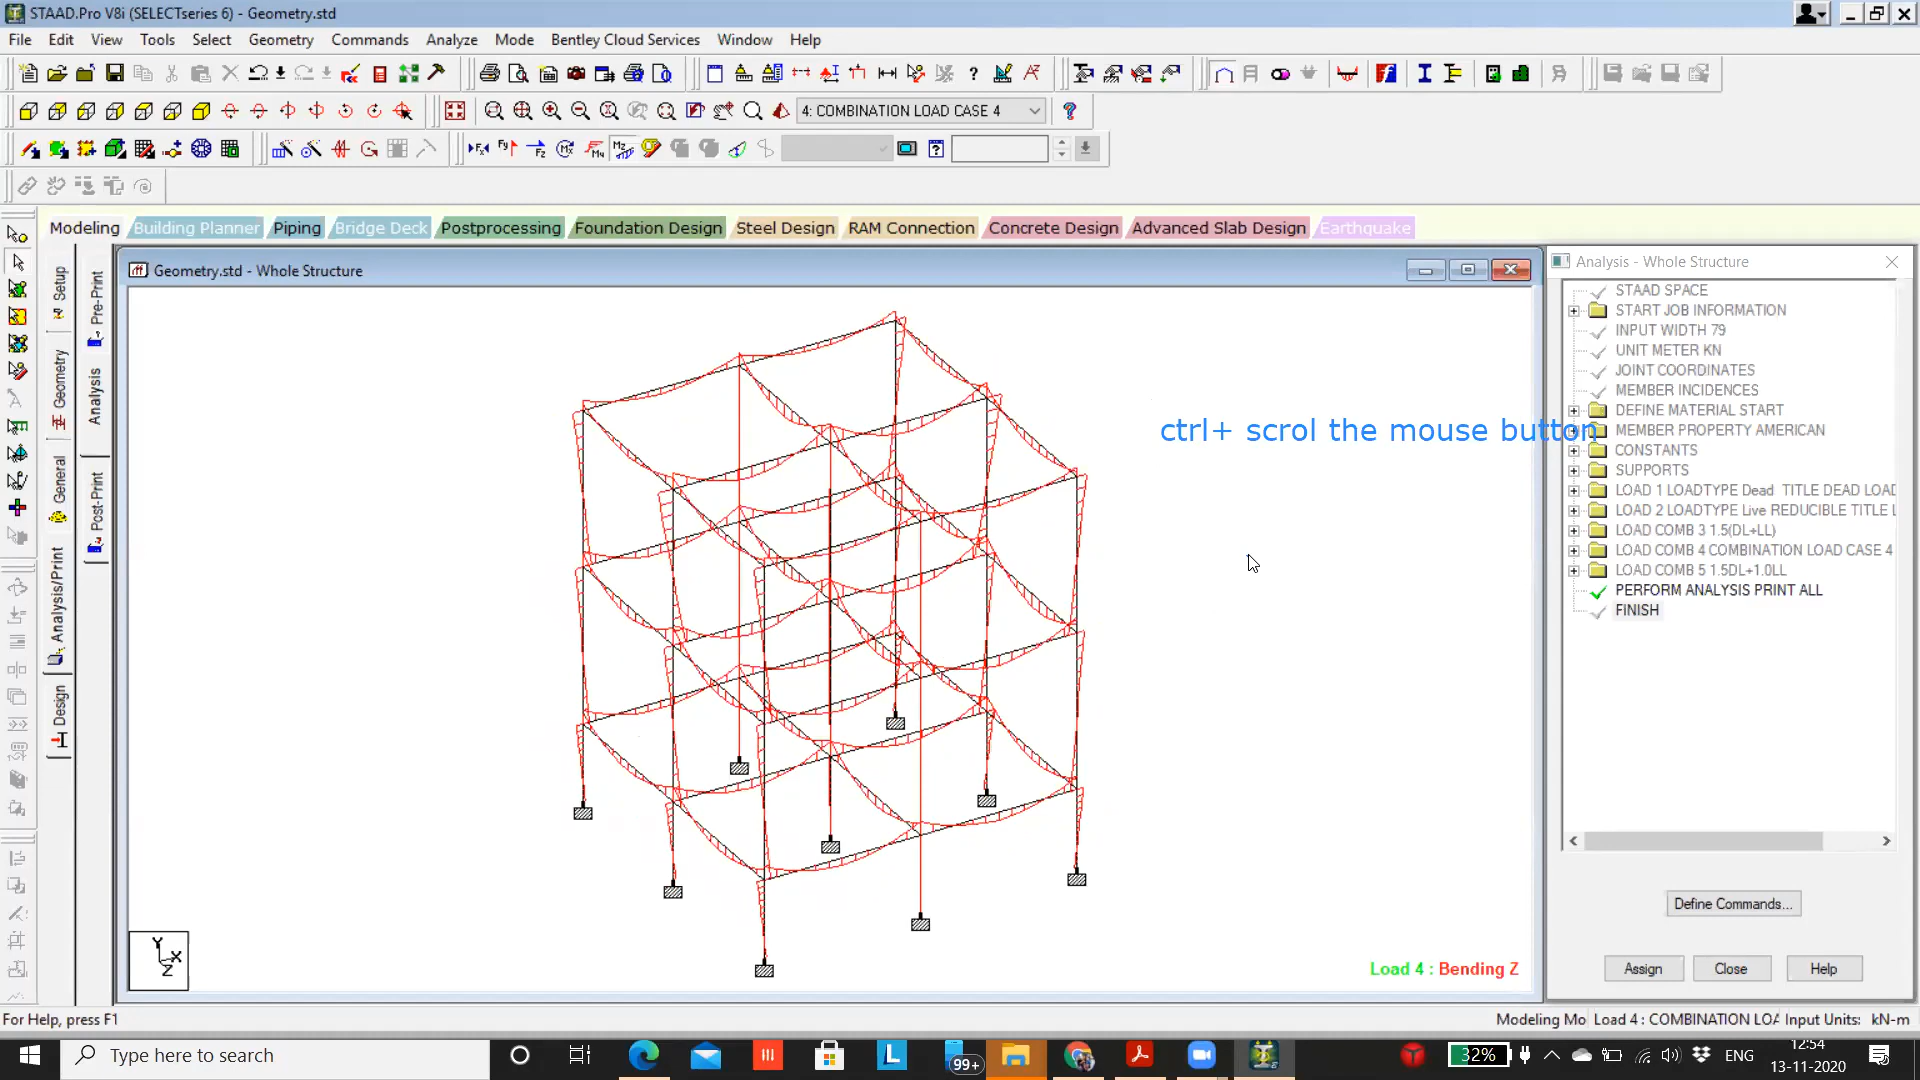 STAAD.Pro V8i (SELECTseries 6) - Geometry.std
File Edit View Tools Select Geometry Commands Analyze Mode Bentley Cloud Services Window Help
4: COMBINATION LOAD CASE 4
Modeling Building Planner Piping Bridge Deck Postprocessing Foundation Design Steel Design RAM Connection Concrete Design Advanced Slab Design Earthquake
Setup
Geometry
General
Analysis/Print
Design
Pre-Print
Analysis
Post-Print
Geometry.std - Whole Structure
ctrl+ scrol the mouse button
Y
X
Z
Load 4 : Bending Z
Analysis - Whole Structure
STAAD SPACE
START JOB INFORMATION
INPUT WIDTH 79
UNIT METER KN
JOINT COORDINATES
MEMBER INCIDENCES
DEFINE MATERIAL START
MEMBER PROPERTY AMERICAN
CONSTANTS
SUPPORTS
LOAD 1 LOADTYPE Dead TITLE DEAD LOAD
LOAD 2 LOADTYPE Live REDUCIBLE TITLE L
LOAD COMB 3 1.5(DL+LL)
LOAD COMB 4 COMBINATION LOAD CASE 4
LOAD COMB 5 1.5DL+1.0LL
PERFORM ANALYSIS PRINT ALL
FINISH
Define Commands...
Assign Close Help
For Help, press F1
Modeling Mo Load 4 : COMBINATION LOA Input Units: kN-m
Type here to search
99+
32%
ENG
12:54
13-11-2020